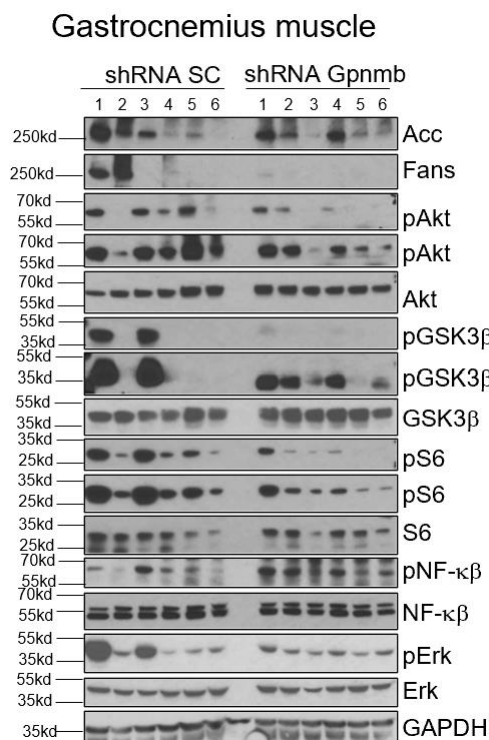 Gastrocnemius muscle
shRNA SC shRNA Gpnmb
1 2 3 4 5 6 1 2 3 4 5 6
250kd Acc
250kd Fans
70kd
55kd pAkt
70kd
55kd pAkt
70kd
55kd Akt
55kd
35kd pGSK3β
55kd
35kd pGSK3β
55kd
35kd GSK3β
35kd
25kd pS6
35kd
25kd pS6
35kd
25kd S6
70kd
55kd pNF-κβ
70kd
55kd NF-κβ
55kd
35kd pErk
55kd
35kd Erk
35kd GAPDH